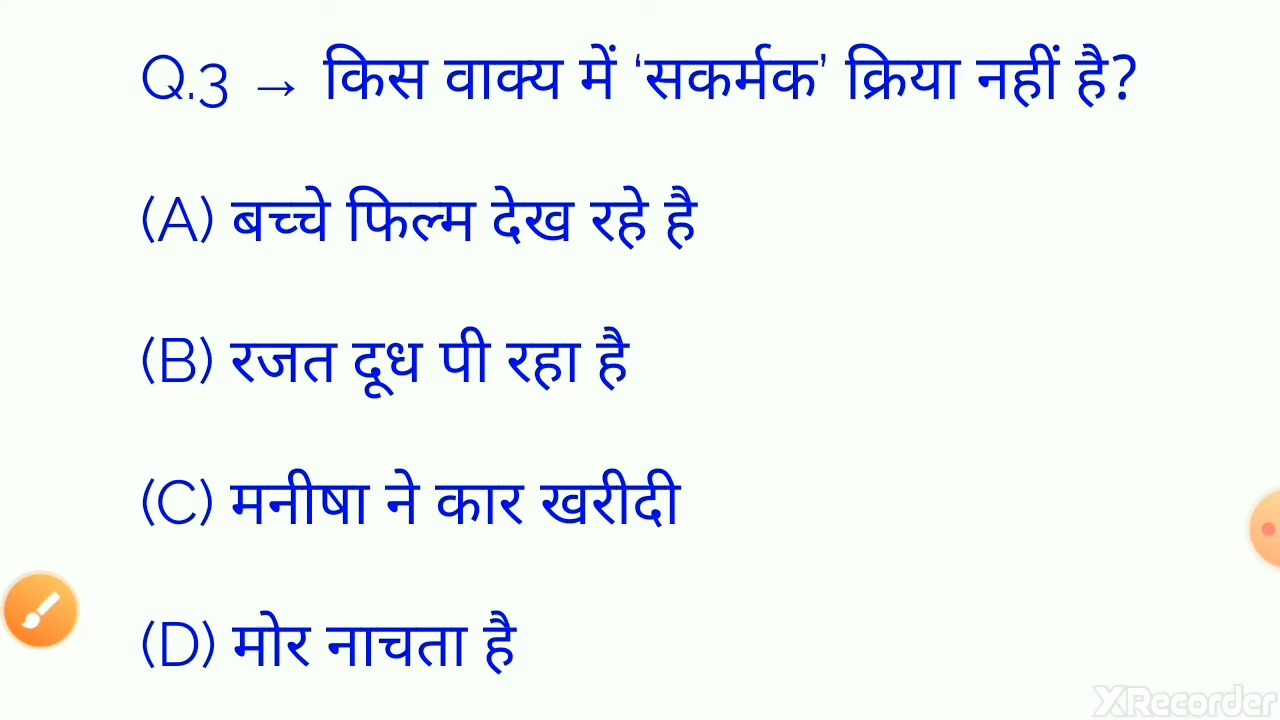 Q.3 → किस वाक्य में ‘सकर्मक’ क्रिया नहीं है?
(A) बच्चे फिल्म देख रहे है
(B) रजत दूध पी रहा है
(C) मनीषा ने कार खरीदी
(D) मोर नाचता है
XRecorder